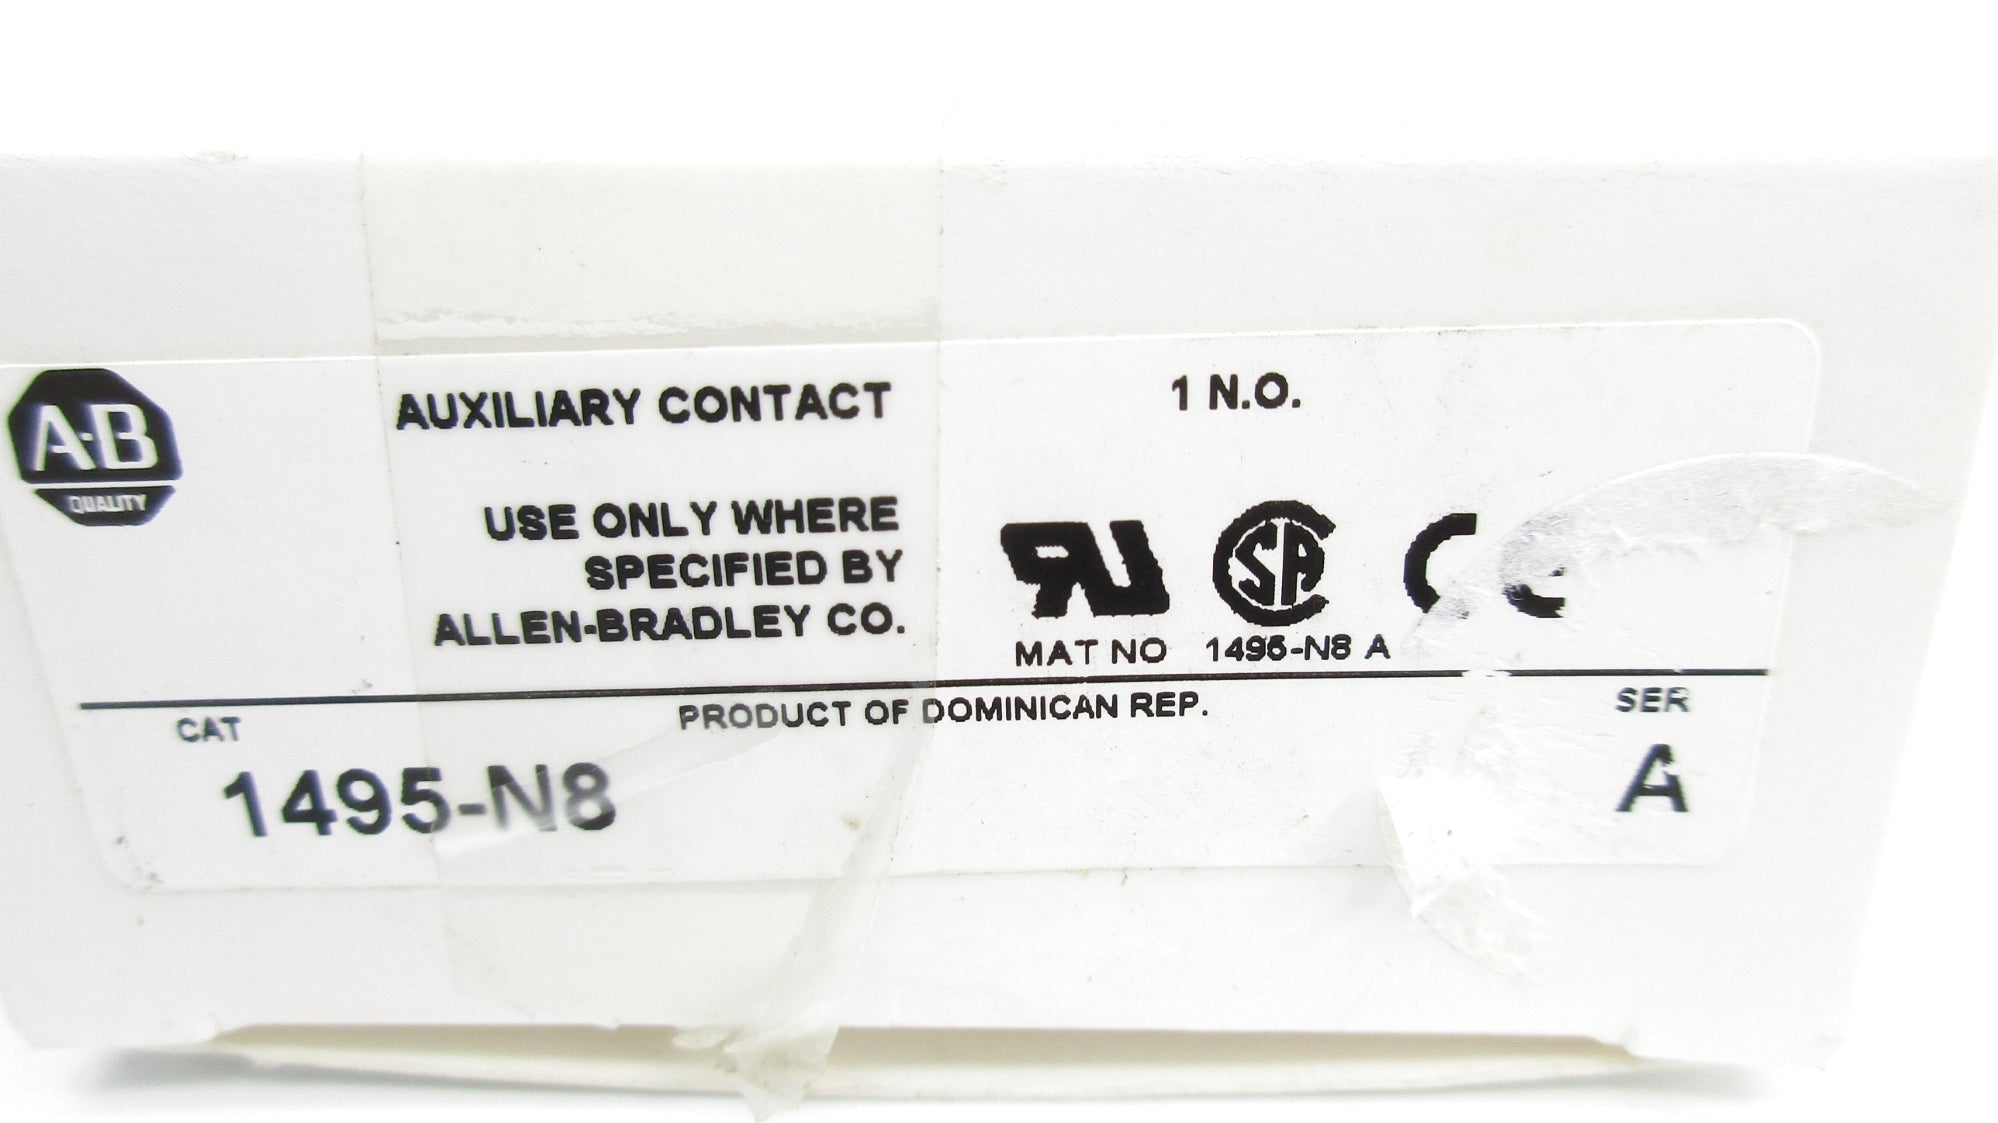 A-B
QUALITY
AUXILIARY CONTACT
1 N.O.
USE ONLY WHERE
SPECIFIED BY
ALLEN-BRADLEY CO.
MAT NO 1495-N8 A
PRODUCT OF DOMINICAN REP.
CAT
1495-N8
SER
A